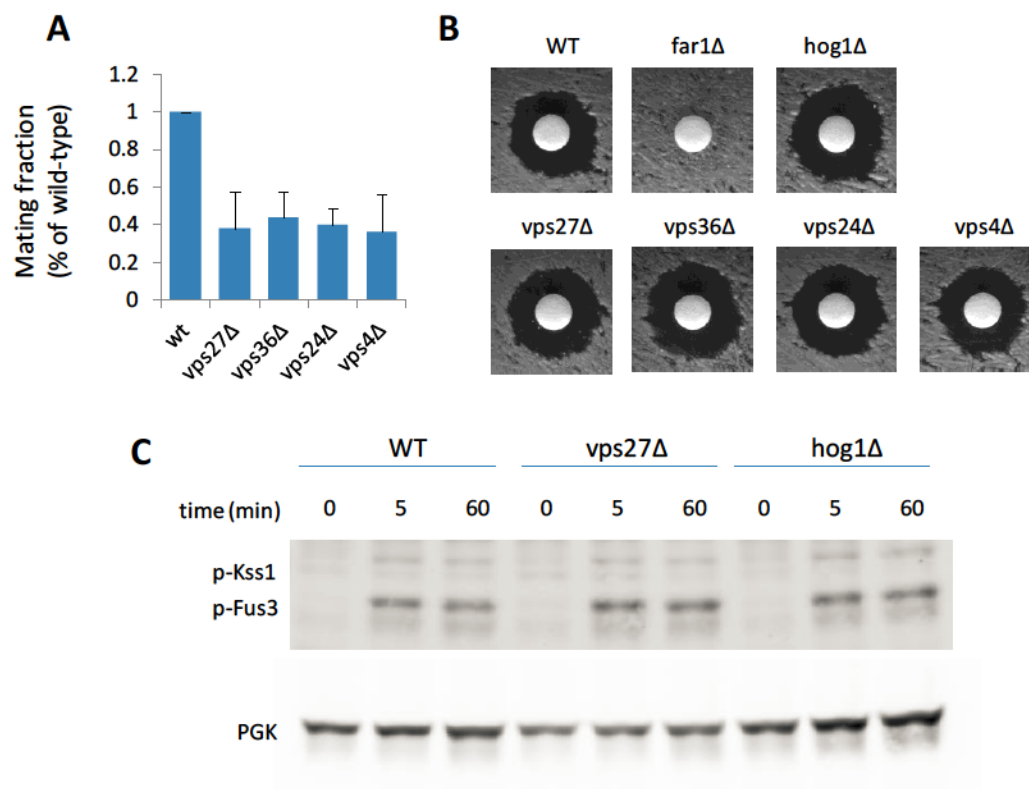 A
Mating fraction
(% of wild-type)
1.2
1
0.8
0.6
0.4
0.2
0
wt
vps27Δ
vps36Δ
vps24Δ
vps4Δ
B
WT far1Δ hog1Δ
vps27Δ vps36Δ vps24Δ vps4Δ
C
WT vps27Δ hog1Δ
time (min) 0 5 60 0 5 60 0 5 60
p-Kss1
p-Fus3
PGK